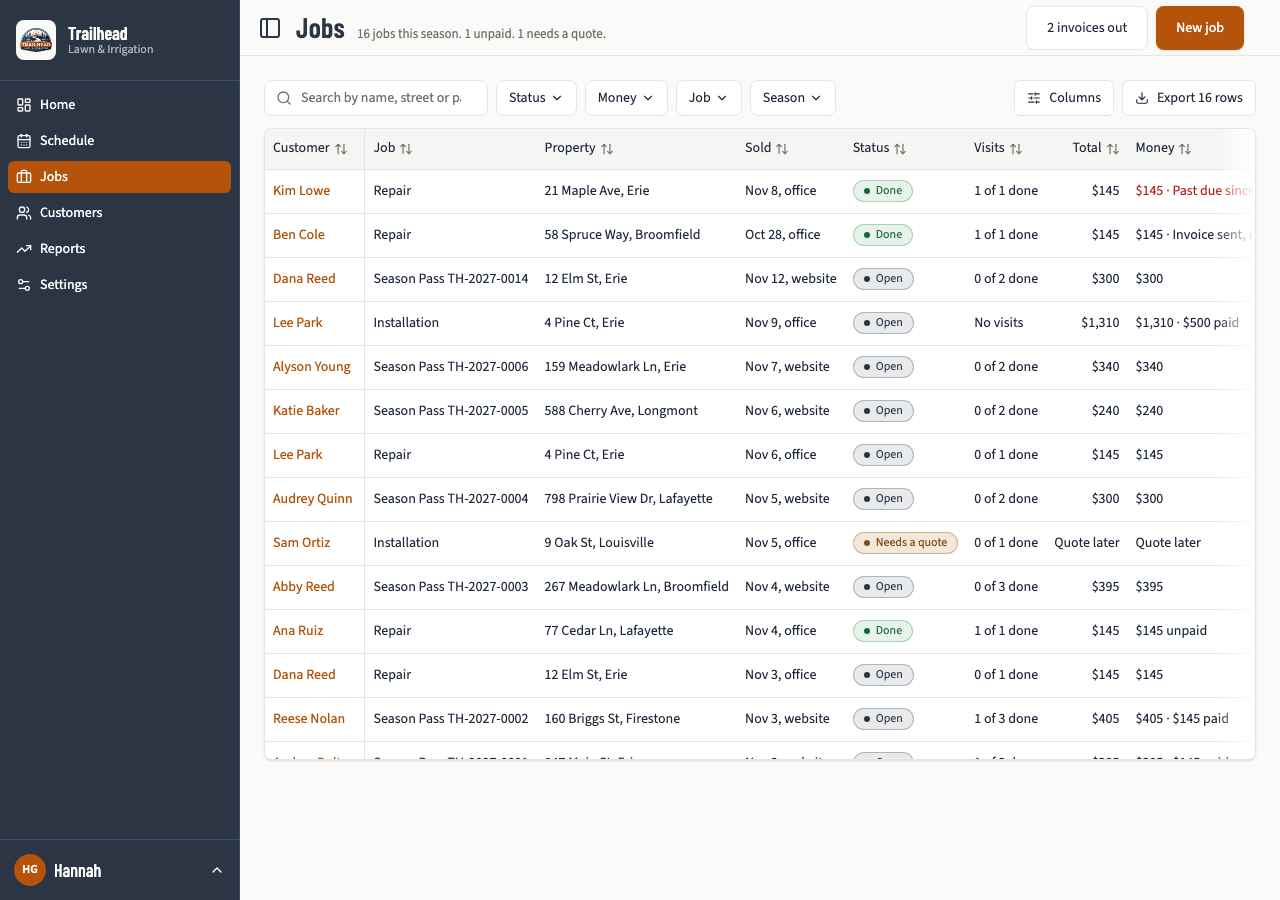 TRAILHEAD
Trailhead
Lawn & Irrigation
Home
Schedule
Jobs
Customers
Reports
Settings
HG Hannah
Jobs 16 jobs this season. 1 unpaid. 1 needs a quote. 2 invoices out New job
Search by name, street or pa Status Money Job Season Columns Export 16 rows
Customer Job Property Sold Status Visits Total Money
Kim Lowe Repair 21 Maple Ave, Erie Nov 8, office Done 1 of 1 done $145 $145 · Past due since
Ben Cole Repair 58 Spruce Way, Broomfield Oct 28, office Done 1 of 1 done $145 $145 · Invoice sent,
Dana Reed Season Pass TH-2027-0014 12 Elm St, Erie Nov 12, website Open 0 of 2 done $300 $300
Lee Park Installation 4 Pine Ct, Erie Nov 9, office Open No visits $1,310 $1,310 · $500 paid
Alyson Young Season Pass TH-2027-0006 159 Meadowlark Ln, Erie Nov 7, website Open 0 of 2 done $340 $340
Katie Baker Season Pass TH-2027-0005 588 Cherry Ave, Longmont Nov 6, website Open 0 of 2 done $240 $240
Lee Park Repair 4 Pine Ct, Erie Nov 6, office Open 0 of 1 done $145 $145
Audrey Quinn Season Pass TH-2027-0004 798 Prairie View Dr, Lafayette Nov 5, website Open 0 of 2 done $300 $300
Sam Ortiz Installation 9 Oak St, Louisville Nov 5, office Needs a quote 0 of 1 done Quote later Quote later
Abby Reed Season Pass TH-2027-0003 267 Meadowlark Ln, Broomfield Nov 4, website Open 0 of 3 done $395 $395
Ana Ruiz Repair 77 Cedar Ln, Lafayette Nov 4, office Done 1 of 1 done $145 $145 unpaid
Dana Reed Repair 12 Elm St, Erie Nov 3, office Open 0 of 1 done $145 $145
Reese Nolan Season Pass TH-2027-0002 160 Briggs St, Firestone Nov 3, website Open 1 of 3 done $405 $405 · $145 paid